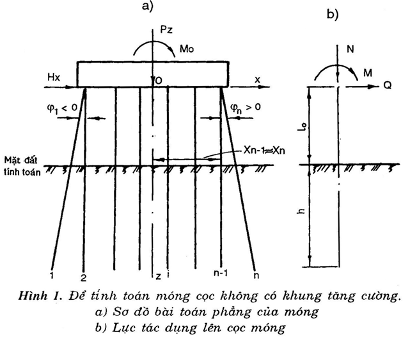 a)
b)
Pz
Mo
N
M
Hx
O
x
Q
φ1 < 0
φn > 0
lo
Xn-1=Xn
Mặt đất
tính toán
h
1
2
z
i
n-1
n
Hình 1. Để tính toán móng cọc không có khung tăng cường.
a) Sơ đồ bài toán phẳng của móng
b) Lực tác dụng lên cọc móng